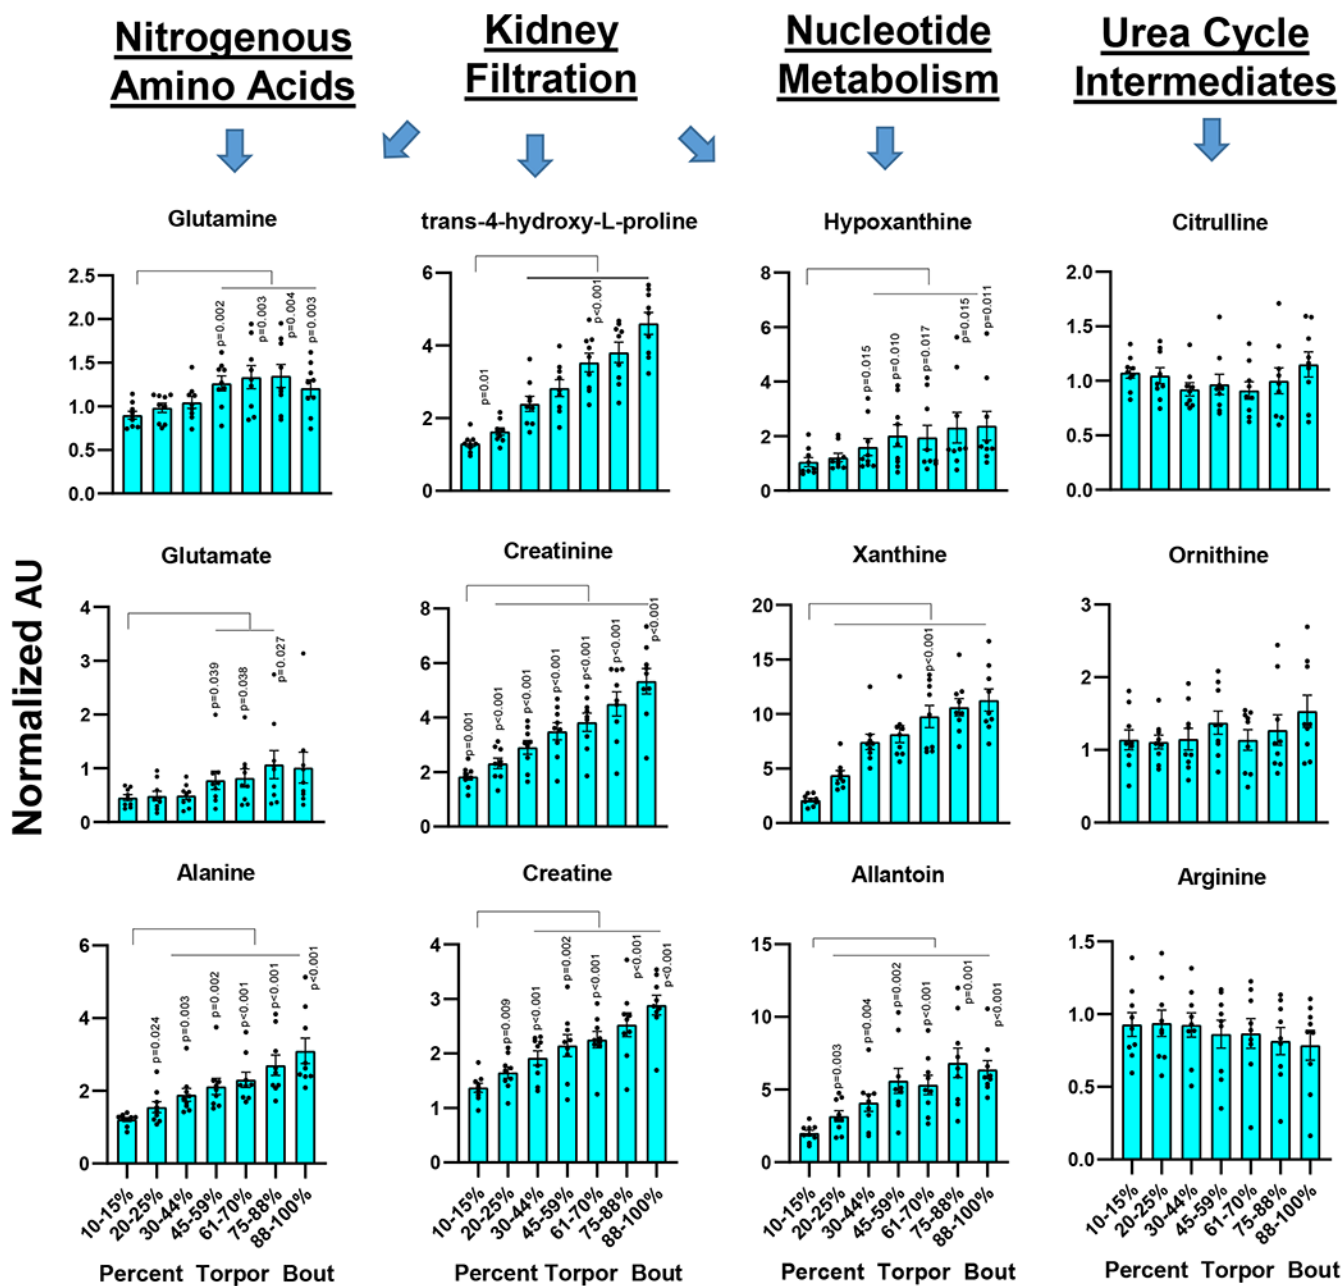 Nitrogenous
Amino Acids
Kidney
Filtration
Nucleotide
Metabolism
Urea Cycle
Intermediates
Normalized AU
Glutamine
2.5
2.0
1.5
1.0
0.5
0.0
p=0.002
p=0.003
p=0.004
p=0.003
trans-4-hydroxy-L-proline
6
4
2
0
p=0.01
p<0.001
Hypoxanthine
8
6
4
2
0
p=0.015
p=0.010
p=0.017
p=0.015
p=0.011
Citrulline
2.0
1.5
1.0
0.5
0.0
Glutamate
4
3
2
1
0
p=0.039
p=0.038
p=0.027
Creatinine
8
6
4
2
0
p=0.001
p<0.001
p<0.001
p<0.001
p<0.001
p<0.001
p<0.001
Xanthine
20
15
10
5
0
p<0.001
Ornithine
3
2
1
0
Alanine
6
4
2
0
p=0.024
p=0.003
p=0.002
p<0.001
p<0.001
p<0.001
Creatine
4
3
2
1
0
p=0.009
p<0.001
p=0.002
p<0.001
p<0.001
p<0.001
Allantoin
15
10
5
0
p=0.003
p=0.004
p=0.002
p<0.001
p=0.001
p<0.001
Arginine
1.5
1.0
0.5
0.0
10-15%
20-25%
30-44%
45-59%
61-70%
75-88%
88-100%
10-15%
20-25%
30-44%
45-59%
61-70%
75-88%
88-100%
10-15%
20-25%
30-44%
45-59%
61-70%
75-88%
88-100%
10-15%
20-25%
30-44%
45-59%
61-70%
75-88%
88-100%
Percent Torpor Bout
Percent Torpor Bout
Percent Torpor Bout
Percent Torpor Bout